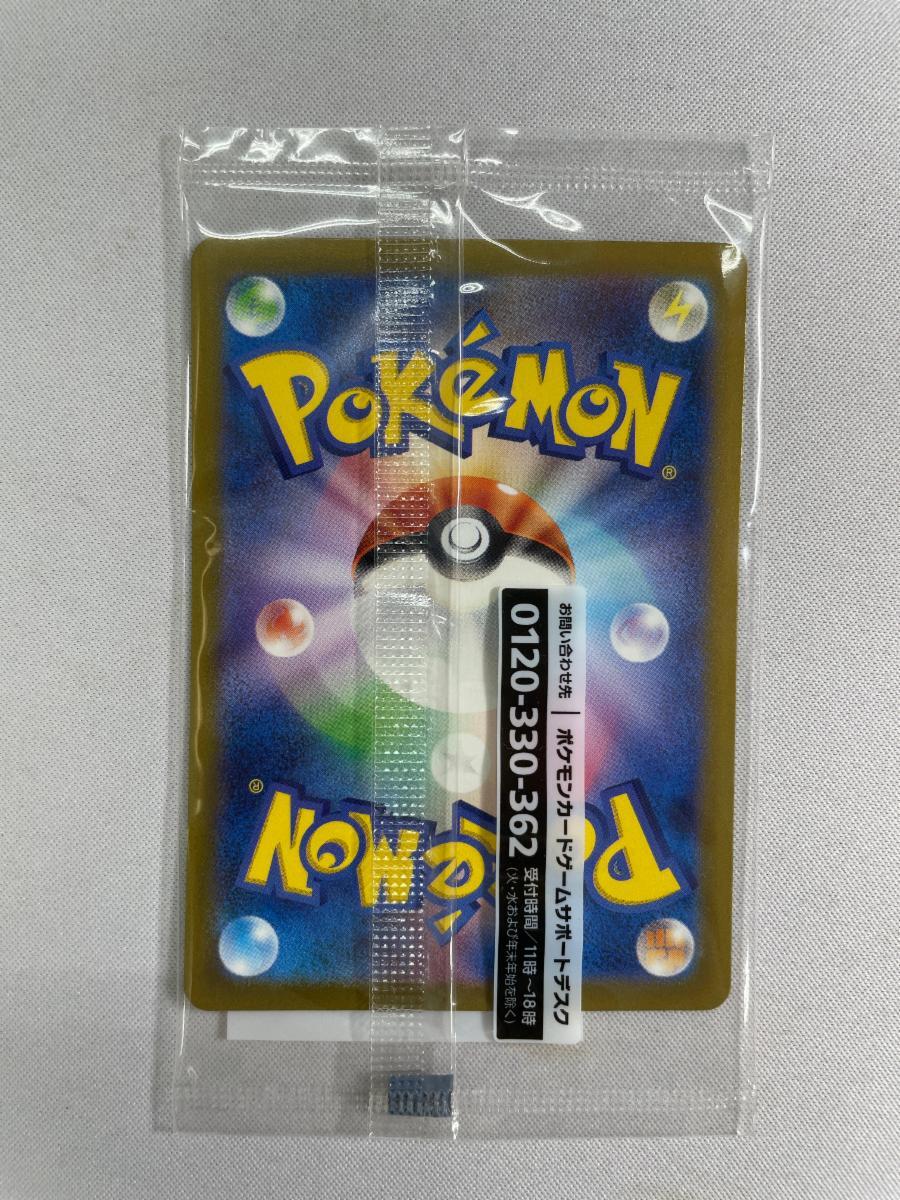 POKéMON
®
お問い合わせ先 | ポケモンカードゲームサポートデスク
0120-330-362 受付時間/11時~18時
(火・水および年末年始を除く)
POKéMON
®